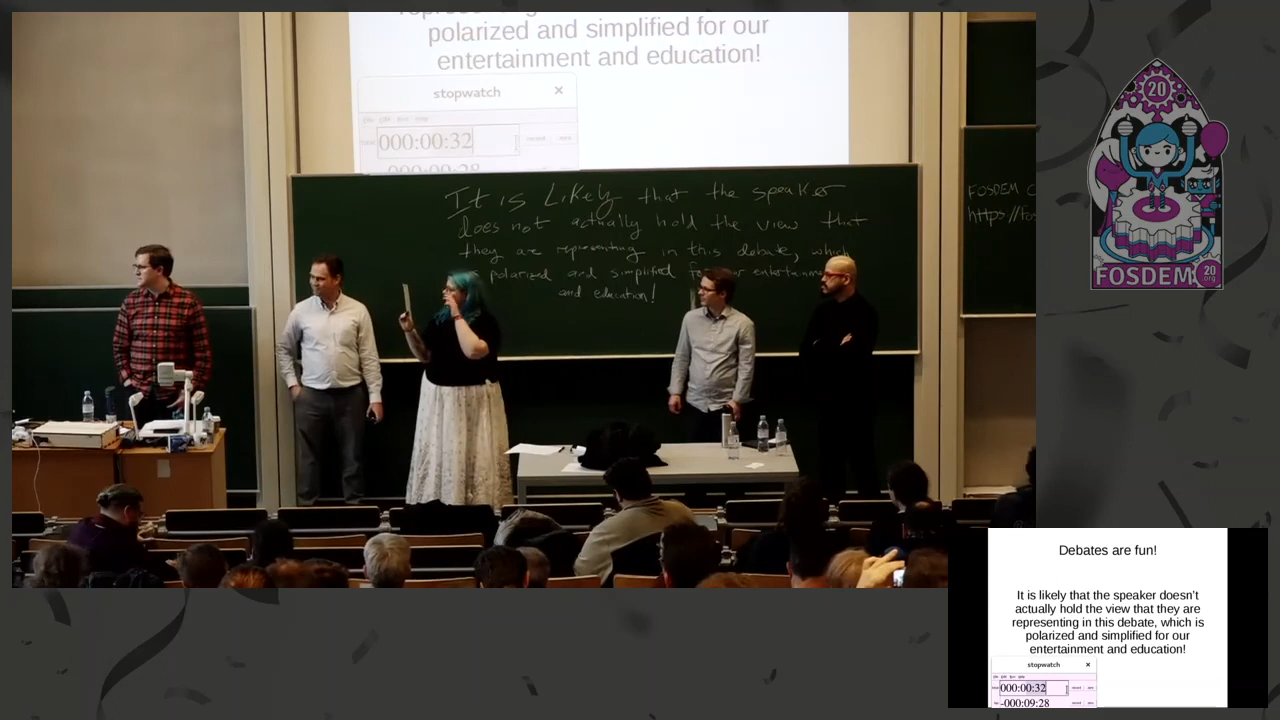 polarized and simplified for our
entertainment and education!
stopwatch ×
000:00:32
It is Likely that the speaker
does not actually hold the view that
they are representing in this debate, which
polarized and simplified for our
and education!
FOSDEM
20
FOSDEM
20
.org
Debates are fun!
It is likely that the speaker doesn't
actually hold the view that they are
representing in this debate, which is
polarized and simplified for our
entertainment and education!
stopwatch ×
000:00:32
-000:09:28